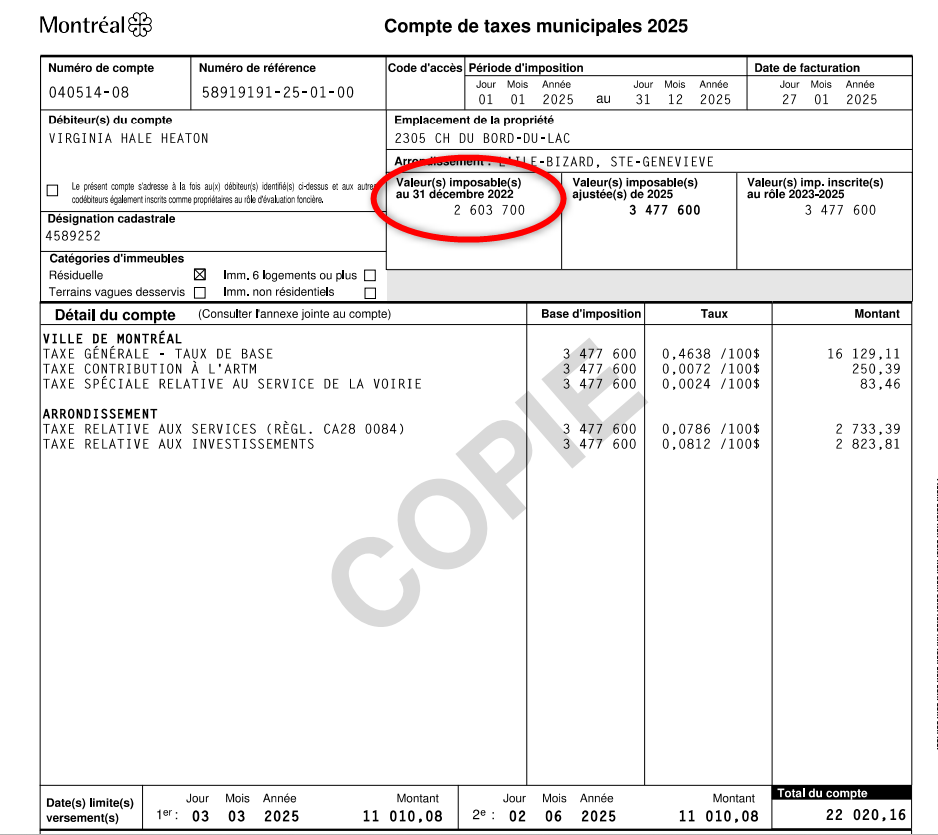 Montréal
Compte de taxes municipales 2025
Numéro de compte
040514-08
Numéro de référence
58919191-25-01-00
Code d'accès
Période d'imposition
Jour Mois Année Jour Mois Année
01 01 2025 au 31 12 2025
Date de facturation
Jour Mois Année
27 01 2025
Débiteur(s) du compte
VIRGINIA HALE HEATON
Emplacement de la propriété
2305 CH DU BORD-DU-LAC
Arrondissement : L'ILE-BIZARD, STE-GENEVIEVE
Le présent compte s'adresse à la fois au(x) débiteur(s) identifié(s) ci-dessus et aux autres
codébiteurs également inscrits comme propriétaires au rôle d'évaluation foncière.
Valeur(s) imposable(s)
au 31 décembre 2022
2 603 700
Valeur(s) imposable(s)
ajustée(s) de 2025
3 477 600
Valeur(s) imp. inscrite(s)
au rôle 2023-2025
3 477 600
Désignation cadastrale
4589252
Catégories d'immeubles
Résiduelle Imm. 6 logements ou plus
Terrains vagues desservis Imm. non résidentiels
Détail du compte (Consulter l'annexe jointe au compte) Base d'imposition Taux Montant
VILLE DE MONTRÉAL
TAXE GÉNÉRALE - TAUX DE BASE 3 477 600 0,4638 /100$ 16 129,11
TAXE CONTRIBUTION À L'ARTM 3 477 600 0,0072 /100$ 250,39
TAXE SPÉCIALE RELATIVE AU SERVICE DE LA VOIRIE 3 477 600 0,0024 /100$ 83,46
ARRONDISSEMENT
TAXE RELATIVE AUX SERVICES (RÈGL. CA28 0084) 3 477 600 0,0786 /100$ 2 733,39
TAXE RELATIVE AUX INVESTISSEMENTS 3 477 600 0,0812 /100$ 2 823,81
COPIE
Date(s) limite(s)
versement(s)
Jour Mois Année Montant
1er : 03 03 2025 11 010,08
Jour Mois Année Montant
2e : 02 06 2025 11 010,08
Total du compte
22 020,16